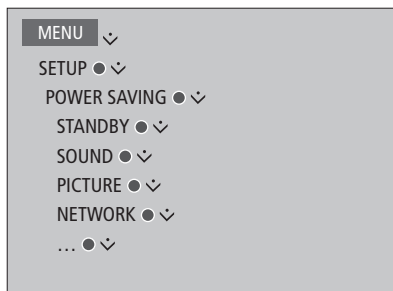 MENU
SETUP
POWER SAVING
STANDBY
SOUND
PICTURE
NETWORK
…